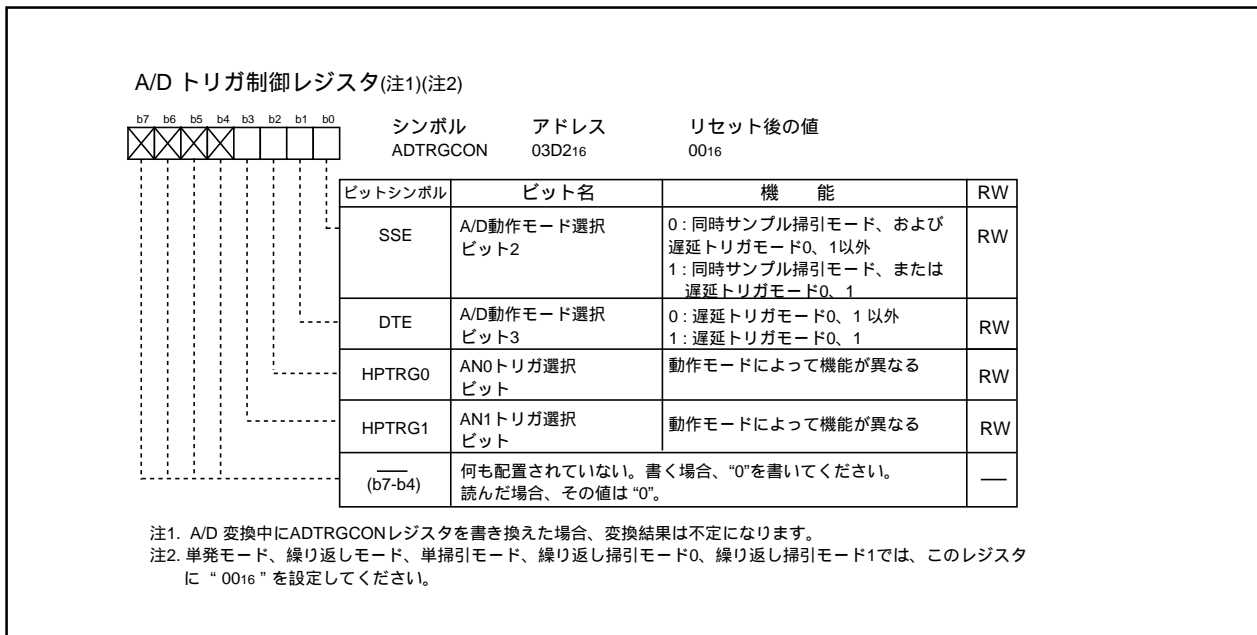 A/D トリガ制御レジスタ(注1)(注2)
b7 b6 b5 b4 b3 b2 b1 b0
シンボル アドレス リセット後の値
ADTRGCON 03D216 0016
ビットシンボル ビット名 機 能 RW
SSE A/D動作モード選択 ビット2 0 : 同時サンプル掃引モード、および RW
遅延トリガモード0、1以外
1 : 同時サンプル掃引モード、または
遅延トリガモード0、1
DTE A/D動作モード選択 ビット3 0 : 遅延トリガモード0、1 以外 RW
1 : 遅延トリガモード0、1
HPTRG0 AN0トリガ選択 ビット 動作モードによって機能が異なる RW
HPTRG1 AN1トリガ選択 ビット 動作モードによって機能が異なる RW
(b7-b4) 何も配置されていない。書く場合、“0”を書いてください。 —
読んだ場合、その値は “0”。
注1. A/D 変換中にADTRGCONレジスタを書き換えた場合、変換結果は不定になります。
注2. 単発モード、繰り返しモード、単掃引モード、繰り返し掃引モード0、繰り返し掃引モード1では、このレジスタ
に “ 0016 ” を設定してください。